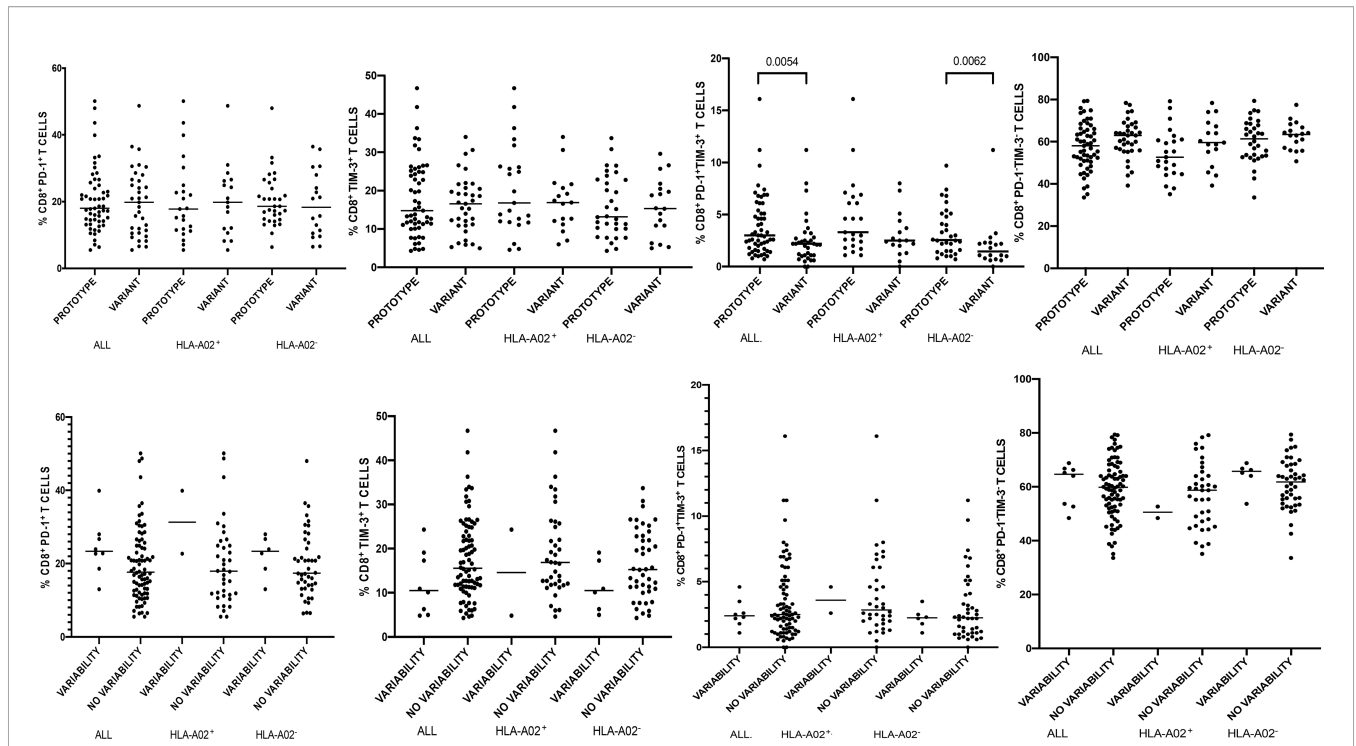 % CD8⁺ PD-1⁺ T CELLS
60
40
20
0
PROTOTYPE
VARIANT
PROTOTYPE
VARIANT
PROTOTYPE
VARIANT
ALL
HLA-A02⁺
HLA-A02⁻
% CD8⁺ TIM-3⁺ T CELLS
50
40
30
20
10
0
PROTOTYPE
VARIANT
PROTOTYPE
VARIANT
PROTOTYPE
VARIANT
ALL
HLA-A02⁺
HLA-A02⁻
% CD8⁺ PD-1⁺TIM-3⁺ T CELLS
20
15
10
5
0
0.0054
0.0062
PROTOTYPE
VARIANT
PROTOTYPE
VARIANT
PROTOTYPE
VARIANT
ALL.
HLA-A02⁺
HLA-A02⁻
% CD8⁺ PD-1⁻TIM-3⁻ T CELLS
100
80
60
40
20
0
PROTOTYPE
VARIANT
PROTOTYPE
VARIANT
PROTOTYPE
VARIANT
ALL
HLA-A02⁺
HLA-A02⁻
% CD8⁺ PD-1⁺ T CELLS
60
40
20
0
VARIABILITY
NO VARIABILITY
VARIABILITY
NO VARIABILITY
VARIABILITY
NO VARIABILITY
ALL
HLA-A02⁺
HLA-A02⁻
% CD8⁺ TIM-3⁺ T CELLS
50
40
30
20
10
0
VARIABILITY
NO VARIABILITY
VARIABILITY
NO VARIABILITY
VARIABILITY
NO VARIABILITY
ALL
HLA-A02⁺
HLA-A02⁻
% CD8⁺ PD-1⁺TIM-3⁺ T CELLS
20
15
10
5
0
VARIABILITY
NO VARIABILITY
VARIABILITY
NO VARIABILITY
VARIABILITY
NO VARIABILITY
ALL.
HLA-A02⁺.
HLA-A02⁻
% CD8⁺ PD-1⁻TIM-3⁻ T CELLS
100
80
60
40
20
0
VARIABILITY
NO VARIABILITY
VARIABILITY
NO VARIABILITY
VARIABILITY
NO VARIABILITY
ALL
HLA-A02⁺
HLA-A02⁻